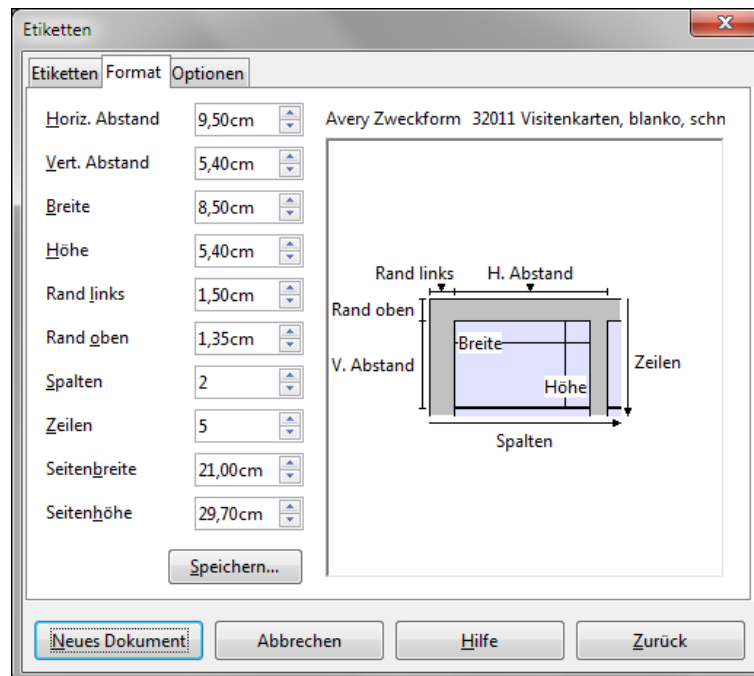 Etiketten
Etiketten Format Optionen
Horiz. Abstand 9,50cm
Avery Zweckform 32011 Visitenkarten, blanko, schn
Vert. Abstand 5,40cm
Breite 8,50cm
Höhe 5,40cm
Rand links 1,50cm
Rand oben 1,35cm
Spalten 2
Zeilen 5
Seitenbreite 21,00cm
Seitenhöhe 29,70cm
Speichern...
Rand links H. Abstand
Rand oben
Breite
V. Abstand
Höhe
Zeilen
Spalten
Neues Dokument Abbrechen Hilfe Zurück